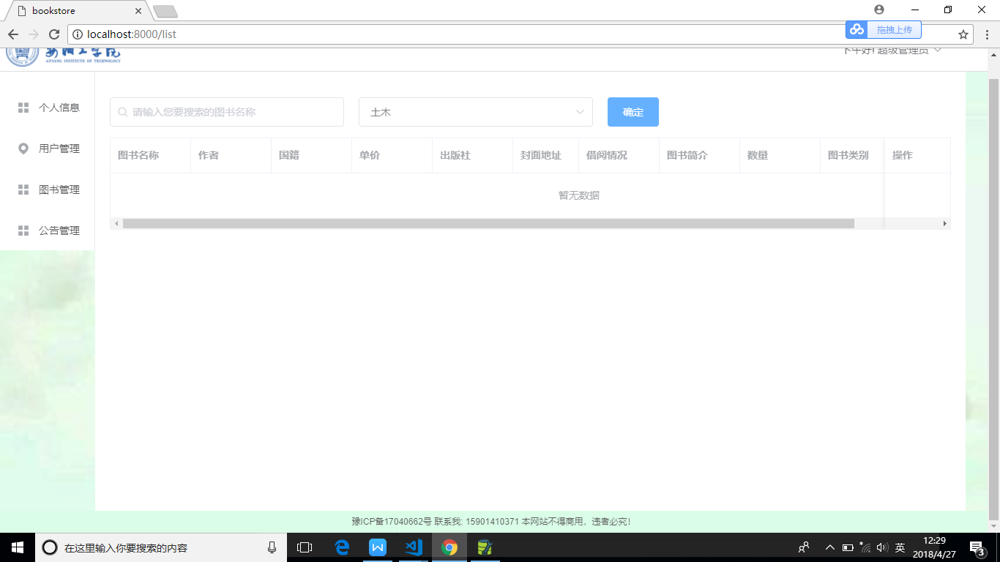 bookstore
localhost:8000/list
拖拽上传
ANYANG INSTITUTE OF TECHNOLOGY
下午好! 超级管理员
个人信息
用户管理
图书管理
公告管理
请输入您要搜索的图书名称
土木
确定
图书名称 作者 国籍 单价 出版社 封面地址 借阅情况 图书简介 数量 图书类别 操作
暂无数据
豫ICP备17040662号 联系我: 15901410371 本网站不得商用，违者必究！
在这里输入你要搜索的内容
英
12:29
2018/4/27
3